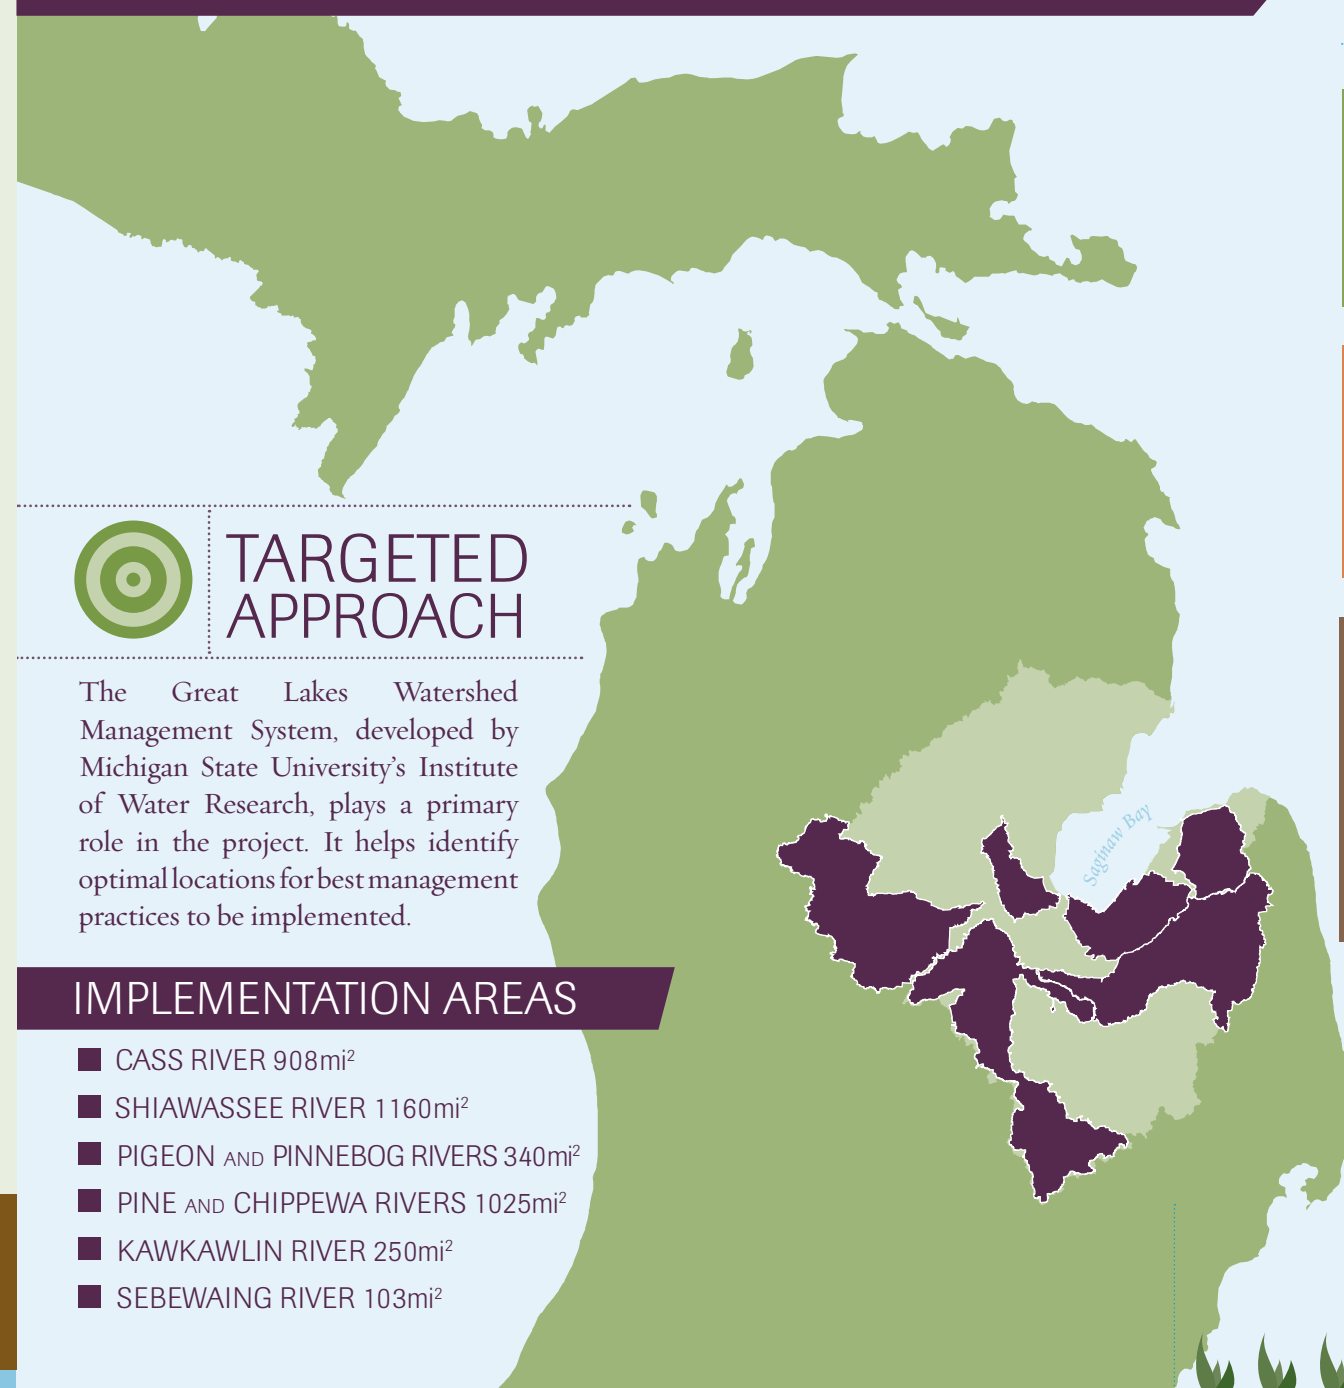 TARGETED
APPROACH
The Great Lakes Watershed
Management System, developed by
Michigan State University’s Institute
of Water Research, plays a primary
role in the project. It helps identify
optimal locations for best management
practices to be implemented.
Saginaw Bay
IMPLEMENTATION AREAS
CASS RIVER 908mi²
SHIAWASSEE RIVER 1160mi²
PIGEON AND PINNEBOG RIVERS 340mi²
PINE AND CHIPPEWA RIVERS 1025mi²
KAWKAWLIN RIVER 250mi²
SEBEWAING RIVER 103mi²